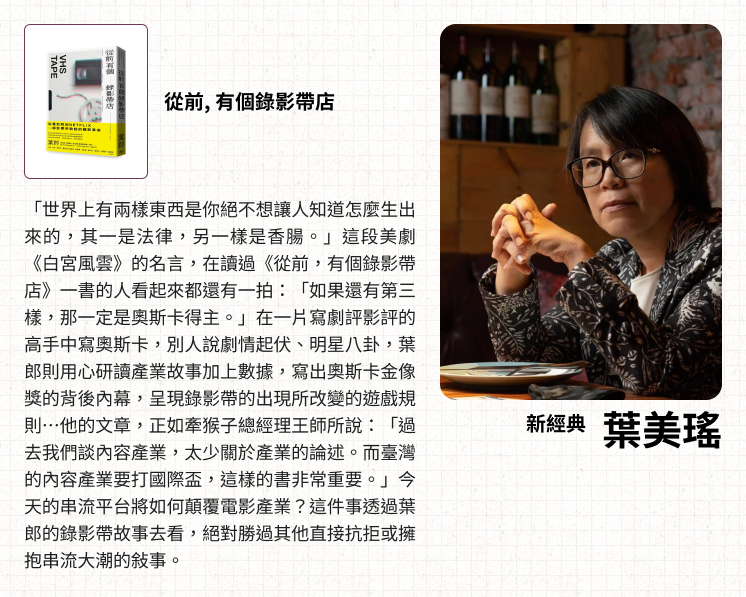 VHS
TAPE
從前有個
錄影帶店
葉郎
從前, 有個錄影帶店
「世界上有兩樣東西是你絕不想讓人知道怎麼生出
來的，其一是法律，另一樣是香腸。」這段美劇
《白宮風雲》的名言，在讀過《從前，有個錄影帶
店》一書的人看起來都還有一拍：「如果還有第三
樣，那一定是奧斯卡得主。」在一片寫劇評影評的
高手中寫奧斯卡，別人說劇情起伏、明星八卦，葉
郎則用心研讀產業故事加上數據，寫出奧斯卡金像
獎的背後內幕，呈現錄影帶的出現所改變的遊戲規
則⋯他的文章，正如牽猴子總經理王師所說：「過
去我們談內容產業，太少關於產業的論述。而臺灣
的內容產業要打國際盃，這樣的書非常重要。」今
天的串流平台將如何顛覆電影產業？這件事透過葉
郎的錄影帶故事去看，絕對勝過其他直接抗拒或擁
抱串流大潮的敘事。
新經典
葉美瑤